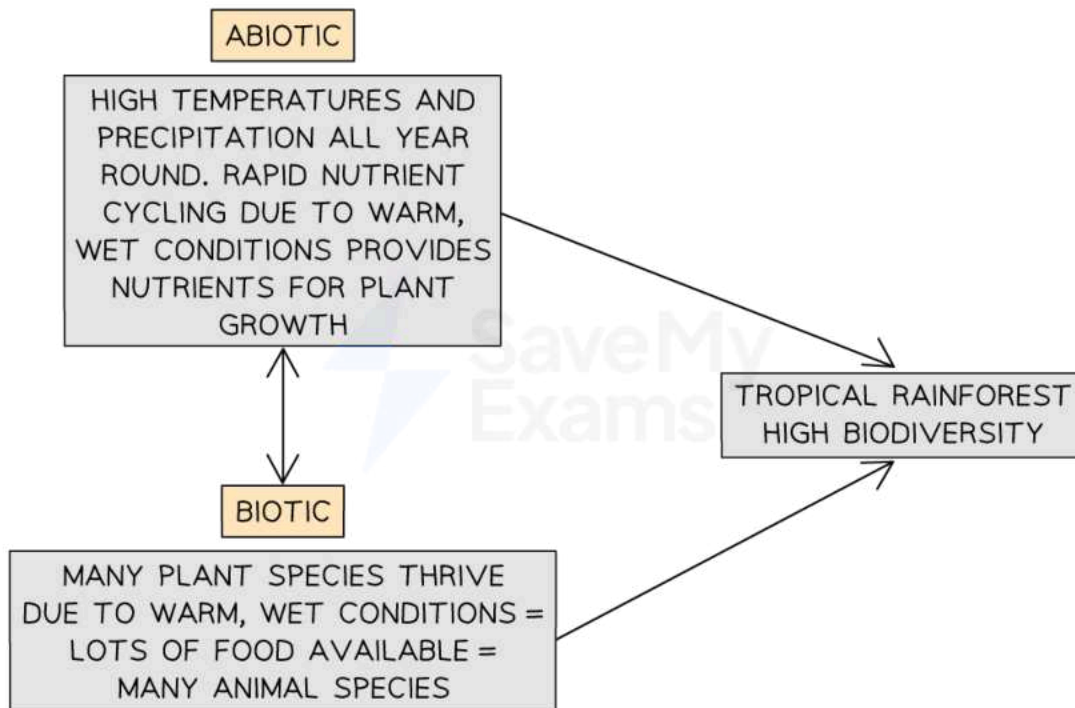 ABIOTIC
HIGH TEMPERATURES AND
PRECIPITATION ALL YEAR
ROUND. RAPID NUTRIENT
CYCLING DUE TO WARM,
WET CONDITIONS PROVIDES
NUTRIENTS FOR PLANT
GROWTH
SaveMy
Exams
TROPICAL RAINFOREST
HIGH BIODIVERSITY
BIOTIC
MANY PLANT SPECIES THRIVE
DUE TO WARM, WET CONDITIONS =
LOTS OF FOOD AVAILABLE =
MANY ANIMAL SPECIES